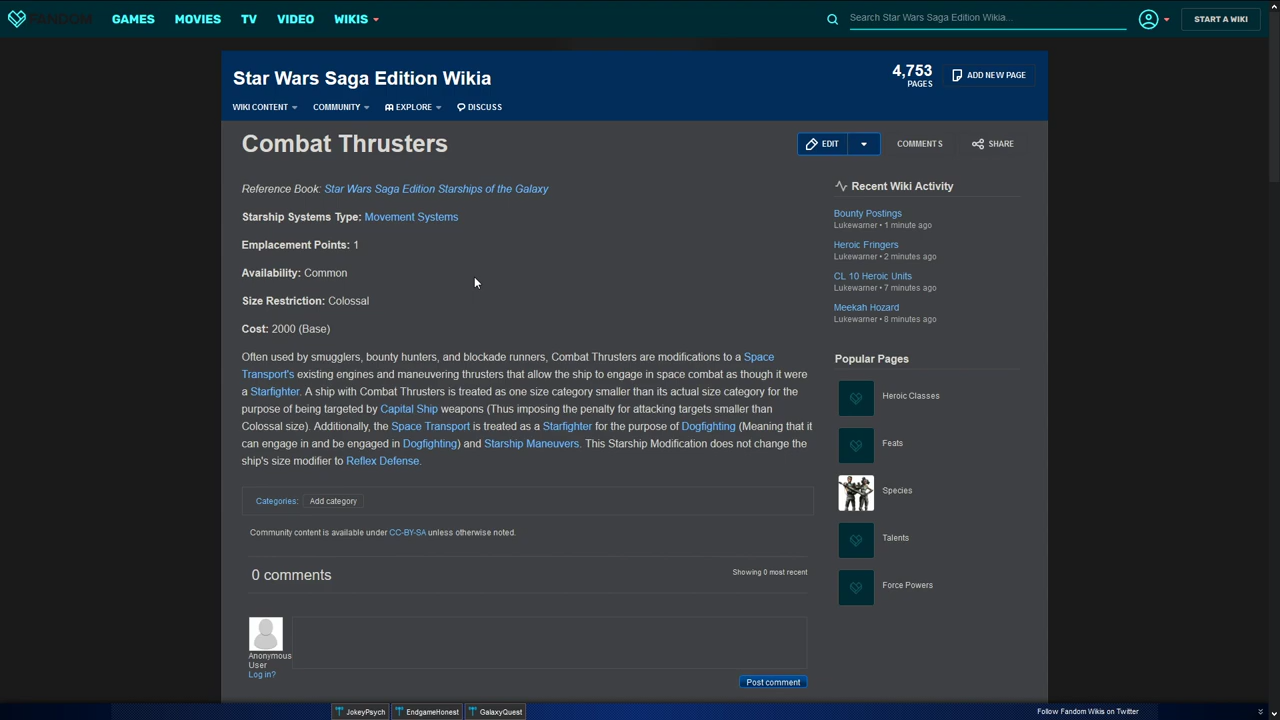 FANDOM GAMES MOVIES TV VIDEO WIKIS Search Star Wars Saga Edition Wikia... START A WIKI
Star Wars Saga Edition Wikia
4,753
PAGES
ADD NEW PAGE
WIKI CONTENT COMMUNITY EXPLORE DISCUSS
Combat Thrusters
EDIT COMMENTS SHARE
Reference Book: Star Wars Saga Edition Starships of the Galaxy
Starship Systems Type: Movement Systems
Emplacement Points: 1
Availability: Common
Size Restriction: Colossal
Cost: 2000 (Base)
Often used by smugglers, bounty hunters, and blockade runners, Combat Thrusters are modifications to a Space
Transport's existing engines and maneuvering thrusters that allow the ship to engage in space combat as though it were
a Starfighter. A ship with Combat Thrusters is treated as one size category smaller than its actual size category for the
purpose of being targeted by Capital Ship weapons (Thus imposing the penalty for attacking targets smaller than
Colossal size). Additionally, the Space Transport is treated as a Starfighter for the purpose of Dogfighting (Meaning that it
can engage in and be engaged in Dogfighting) and Starship Maneuvers. This Starship Modification does not change the
ship's size modifier to Reflex Defense.
Categories: Add category
Community content is available under CC-BY-SA unless otherwise noted.
0 comments
Showing 0 most recent
Anonymous
User
Log in?
Post comment
Recent Wiki Activity
Bounty Postings
Lukewarner • 1 minute ago
Heroic Fringers
Lukewarner • 2 minutes ago
CL 10 Heroic Units
Lukewarner • 7 minutes ago
Meekah Hozard
Lukewarner • 8 minutes ago
Popular Pages
Heroic Classes
Feats
Species
Talents
Force Powers
JokeyPsych EndgameHonest GalaxyQuest Follow Fandom Wikis on Twitter